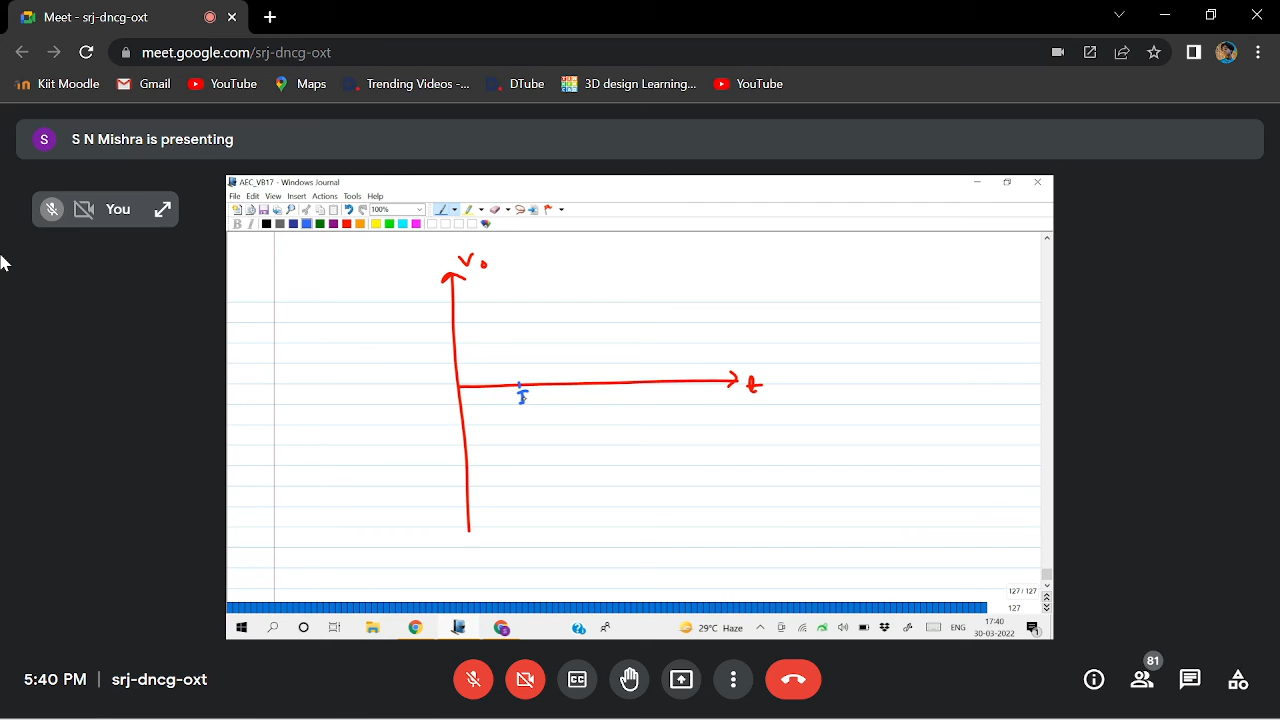 Meet - srj-dncg-oxt
meet.google.com/srj-dncg-oxt
Kiit Moodle
Gmail
YouTube
Maps
Trending Videos -...
DTube
3D design Learning...
YouTube
S
S N Mishra is presenting
You
AEC_VB17 - Windows Journal
File Edit View Insert Actions Tools Help
100%
B I
V0
t
127 / 127
127
29°C Haze
ENG
17:40
30-03-2022
1
5:40 PM | srj-dncg-oxt
CC
81